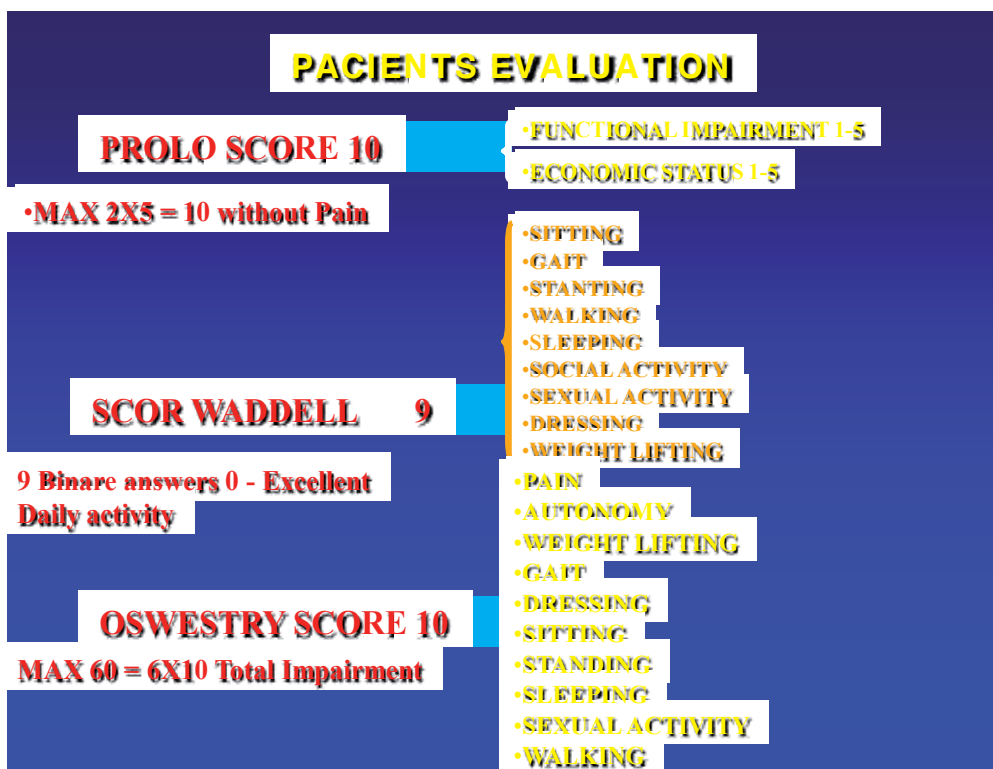 PACIENTS EVALUATION
PROLO SCORE 10
•MAX 2X5 = 10 without Pain
•FUNCTIONAL IMPAIRMENT 1-5
•ECONOMIC STATUS 1-5
SCOR WADDELL 9
9 Binare answers 0 - Excellent
Daily activity
•SITTING
•GAIT
•STANTING
•WALKING
•SLEEPING
•SOCIAL ACTIVITY
•SEXUAL ACTIVITY
•DRESSING
•WEIGHT LIFTING
OSWESTRY SCORE 10
MAX 60 = 6X10 Total Impairment
•PAIN
•AUTONOMY
•WEIGHT LIFTING
•GAIT
•DRESSING
•SITTING
•STANDING
•SLEEPING
•SEXUAL ACTIVITY
•WALKING